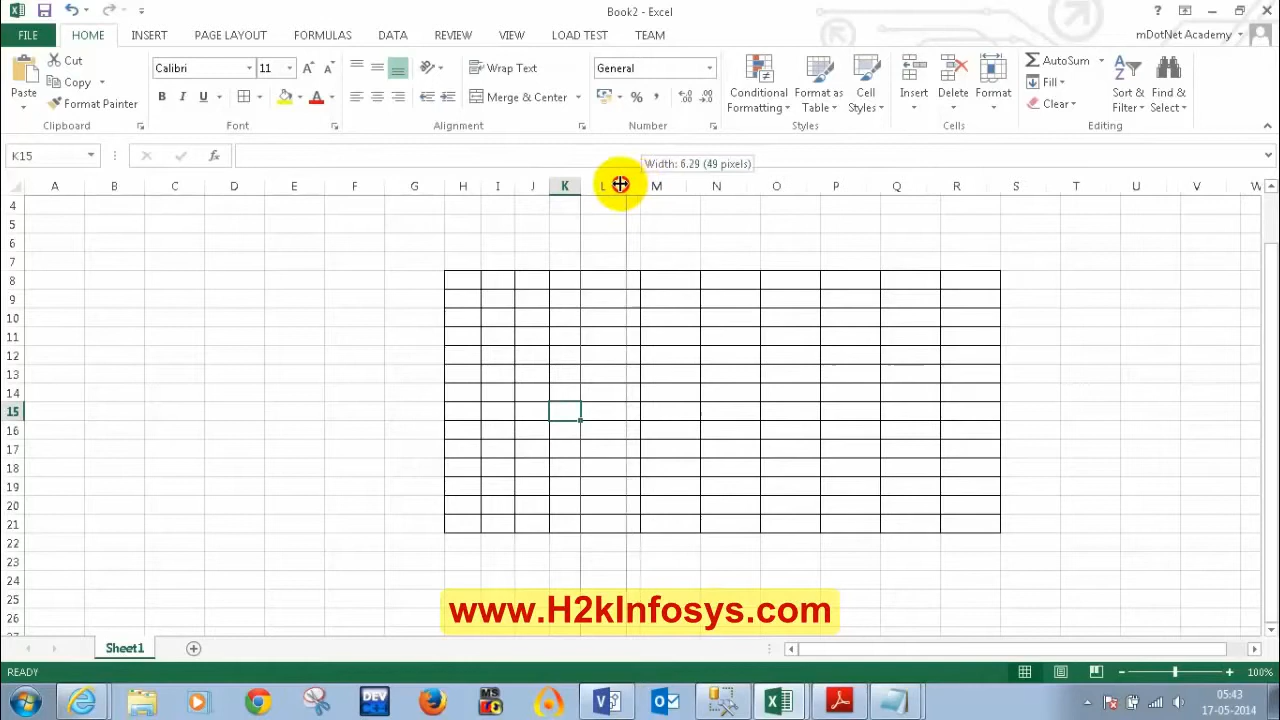 Book2 - Excel
FILE HOME INSERT PAGE LAYOUT FORMULAS DATA REVIEW VIEW LOAD TEST TEAM mDotNet Academy
Cut
Copy
Format Painter
Paste
Calibri 11
B I U A
Wrap Text
Merge & Center
General
%
Conditional Formatting
Format as Table
Cell Styles
Insert
Delete
Format
AutoSum
Fill
Clear
Sort & Filter
Find & Select
Clipboard Font Alignment Number Styles Cells Editing
K15 fx
Width: 6.29 (49 pixels)
A B C D E F G H I J K L M N O P Q R S T U V W
4
5
6
7
8
9
10
11
12
13
14
15
16
17
18
19
20
21
22
23
24
25
26
www.H2kInfosys.com
Sheet1
READY 100%
DEV
MS
05:43
17-05-2014